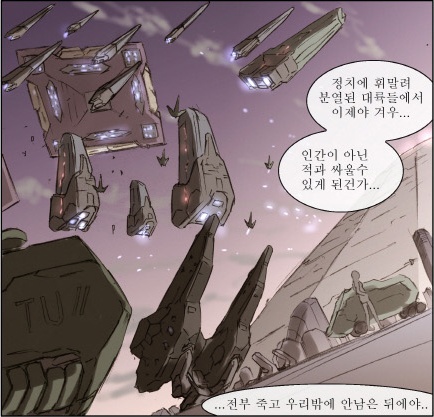 정치에 휘말려
분열된 대륙들에서
이제야 겨우...
인간이 아닌
적과 싸울수
있게 된건가...
TU //
...전부 죽고 우리밖에 안남은 뒤에야..